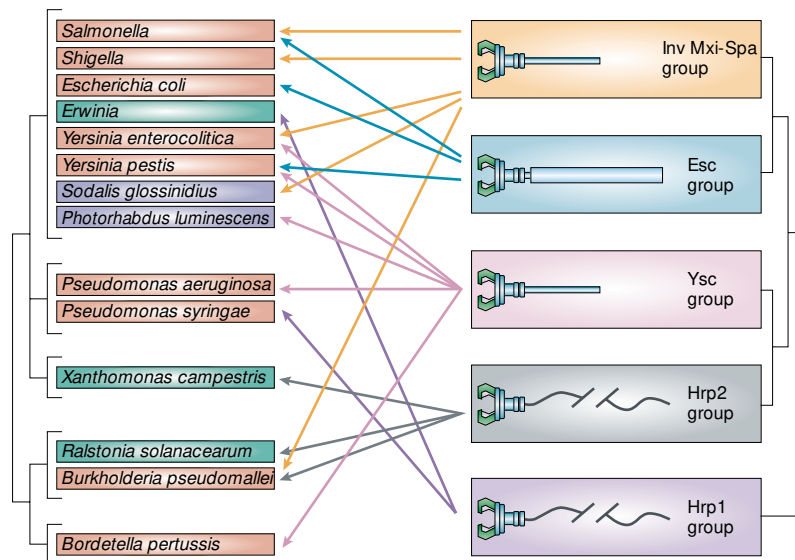 Salmonella
Shigella
Escherichia coli
Erwinia
Yersinia enterocolitica
Yersinia pestis
Sodalis glossinidius
Photorhabdus luminescens
Pseudomonas aeruginosa
Pseudomonas syringae
Xanthomonas campestris
Ralstonia solanacearum
Burkholderia pseudomallei
Bordetella pertussis
Inv Mxi-Spa
group
Esc
group
Ysc
group
Hrp2
group
Hrp1
group